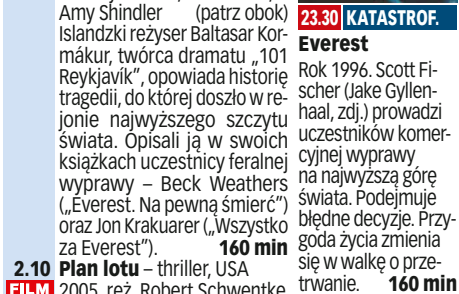 Amy Shindler (patrz obok)
Islandzki reżyser Baltasar Kor-
mákur, twórca dramatu „101
Reykjavík”, opowiada historię
tragedii, do której doszło w re-
jonie najwyższego szczytu
świata. Opisali ją w swoich
książkach uczestnicy feralnej
wyprawy – Beck Weathers
(„Everest. Na pewną śmierć”)
oraz Jon Krakuarer („Wszystko
za Everest”). 160 min
2.10 Plan lotu – thriller, USA
FILM 2005, reż. Robert Schwentke,
23.30 KATASTROF.
Everest
Rok 1996. Scott Fi-
scher (Jake Gyllen-
haal, zdj.) prowadzi
uczestników komer-
cyjnej wyprawy
na najwyższą górę
świata. Podejmuje
błędne decyzje. Przy-
goda życia zmienia
się w walkę o prze-
trwanie. 160 min